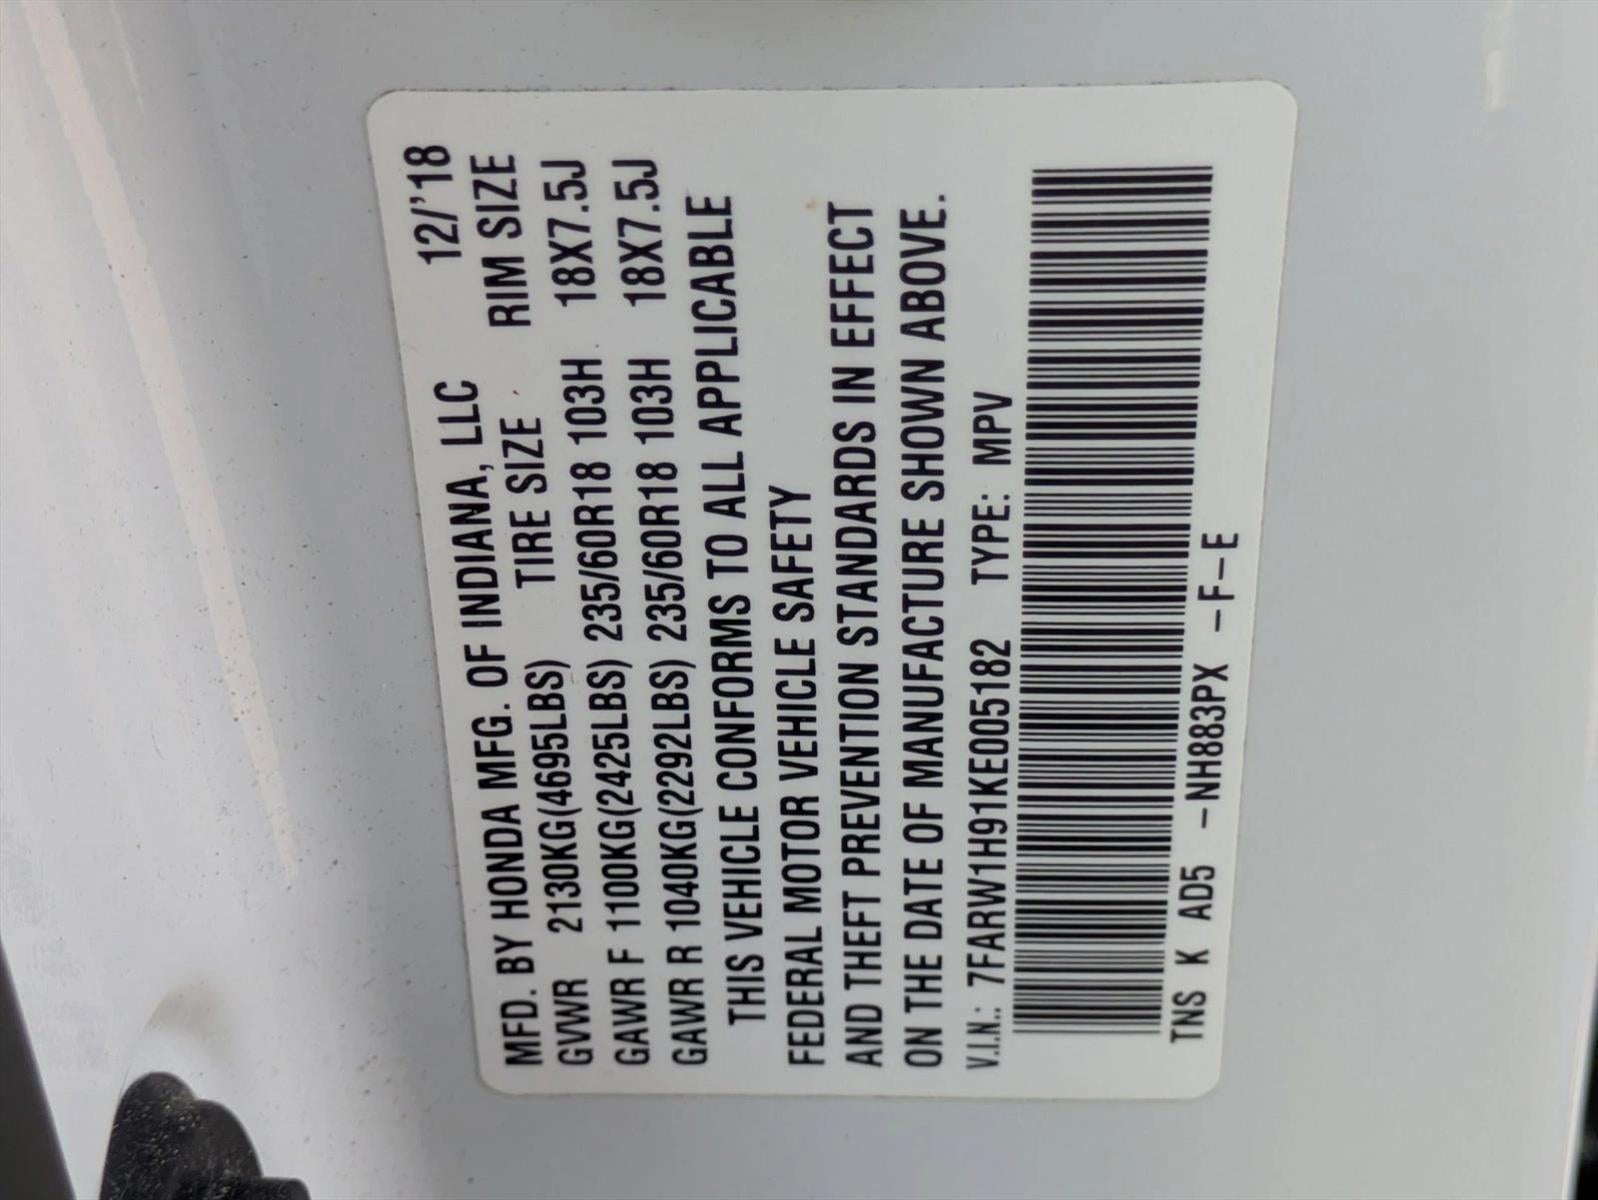 MFD. BY HONDA MFG. OF INDIANA, LLC 12/'18
GVWR 2130KG(4695LBS) TIRE SIZE RIM SIZE
GAWR F 1100KG(2425LBS) 235/60R18 103H 18X7.5J
GAWR R 1040KG(2292LBS) 235/60R18 103H 18X7.5J
THIS VEHICLE CONFORMS TO ALL APPLICABLE
FEDERAL MOTOR VEHICLE SAFETY
AND THEFT PREVENTION STANDARDS IN EFFECT
ON THE DATE OF MANUFACTURE SHOWN ABOVE.
V.I.N.: 7FARW1H91KE005182 TYPE: MPV
TNS K AD5 -NH883PX -F-E